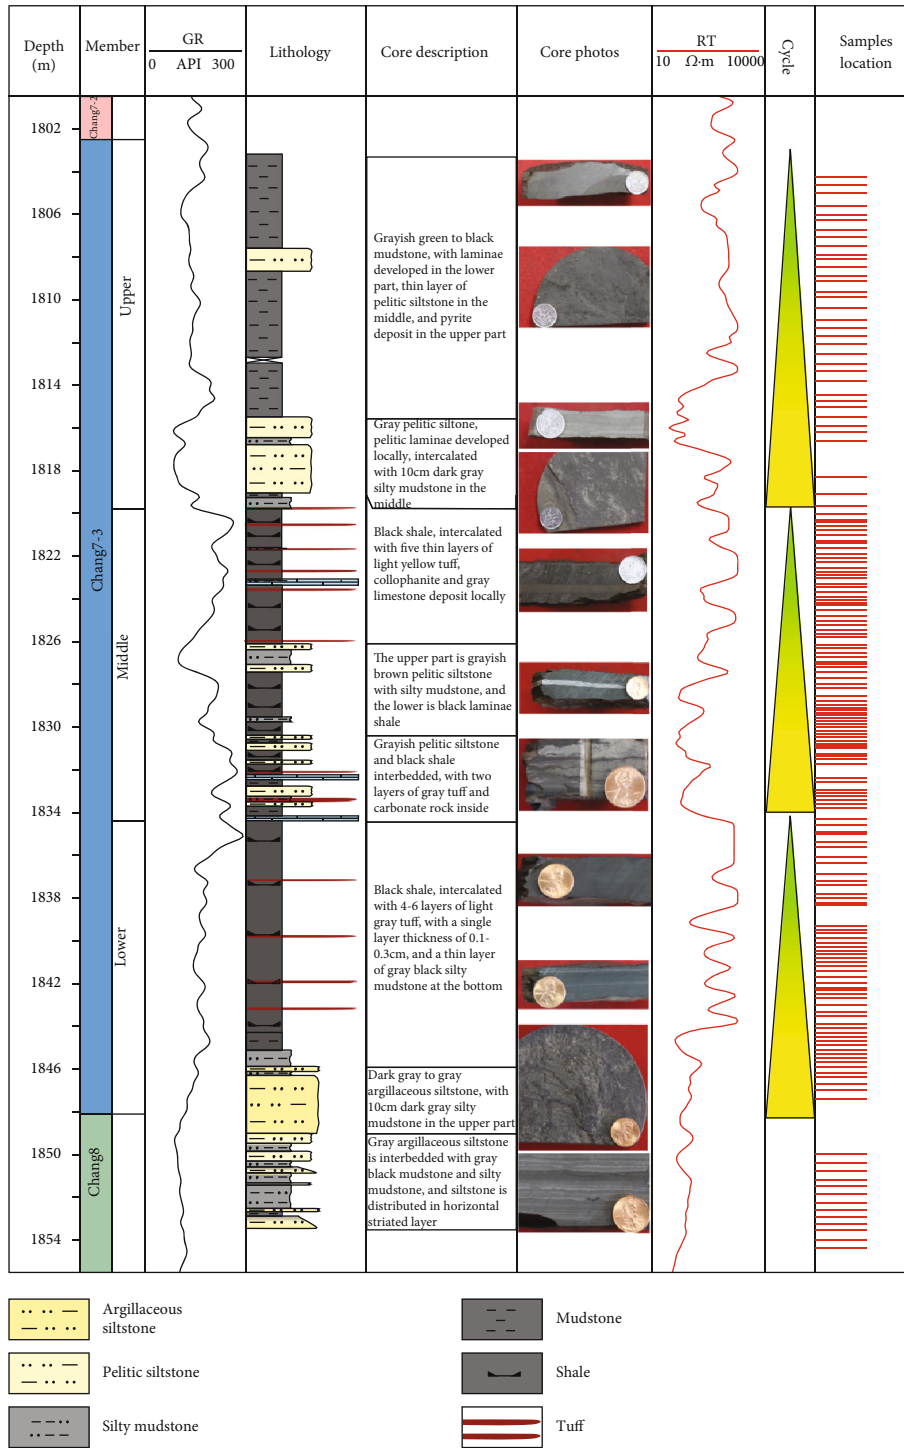 Depth
(m)
Member
GR
0 API 300
Lithology
Core description
Core photos
RT
10 Ω·m 10000
Cycle
Samples
location
1802
1806
1810
1814
1818
1822
1826
1830
1834
1838
1842
1846
1850
1854
Chang7-2
Chang7-3
Chang8
Upper
Middle
Lower
Grayish green to black
mudstone, with laminae
developed in the lower
part, thin layer of
pelitic siltstone in the
middle, and pyrite
deposit in the upper part
Gray pelitic siltone,
pelitic laminae developed
locally, intercalated
with 10cm dark gray
silty mudstone in the
middle
Black shale, intercalated
with five thin layers of
light yellow tuff,
collophanite and gray
limestone deposit locally
The upper part is grayish
brown pelitic siltstone
with silty mudstone, and
the lower is black laminae
shale
Grayish pelitic siltstone
and black shale
interbedded, with two
layers of gray tuff and
carbonate rock inside
Black shale, intercalated
with 4-6 layers of light
gray tuff, with a single
layer thickness of 0.1-
0.3cm, and a thin layer
of gray black silty
mudstone at the bottom
Dark gray to gray
argillaceous siltstone, with
10cm dark gray silty
mudstone in the upper part
Gray argillaceous siltstone
is interbedded with gray
black mudstone and silty
mudstone, and siltstone is
distributed in horizontal
striated layer
Argillaceous
siltstone
Pelitic siltstone
Silty mudstone
Mudstone
Shale
Tuff